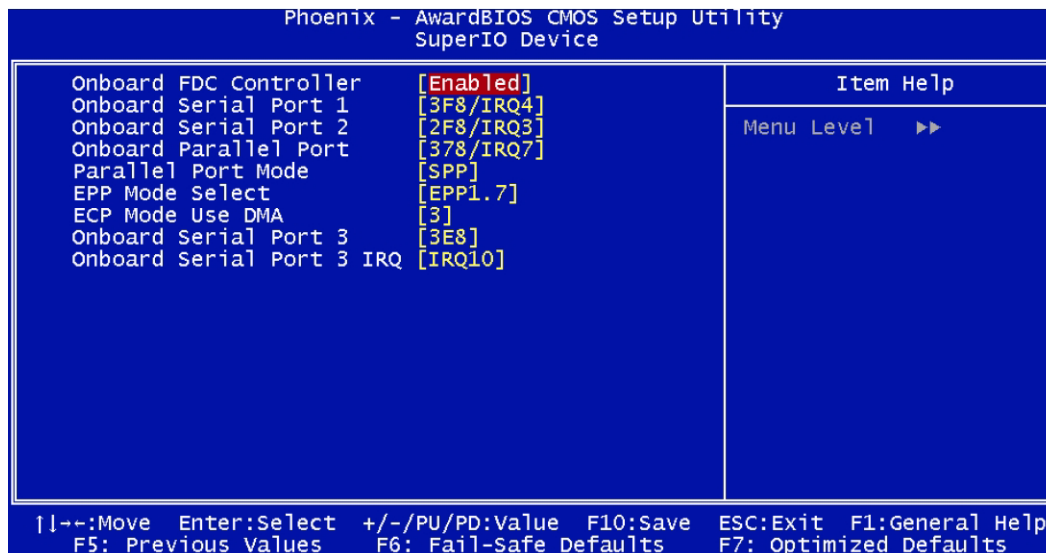 Phoenix - AwardBIOS CMOS Setup Utility
SuperIO Device
Onboard FDC Controller [Enabled]
Onboard Serial Port 1 [3F8/IRQ4]
Onboard Serial Port 2 [2F8/IRQ3]
Onboard Parallel Port [378/IRQ7]
Parallel Port Mode [SPP]
EPP Mode Select [EPP1.7]
ECP Mode Use DMA [3]
Onboard Serial Port 3 [3E8]
Onboard Serial Port 3 IRQ [IRQ10]
Item Help
Menu Level ►►
↑↓→←:Move Enter:Select +/-/PU/PD:Value F10:Save ESC:Exit F1:General Help
F5: Previous Values F6: Fail-Safe Defaults F7: Optimized Defaults